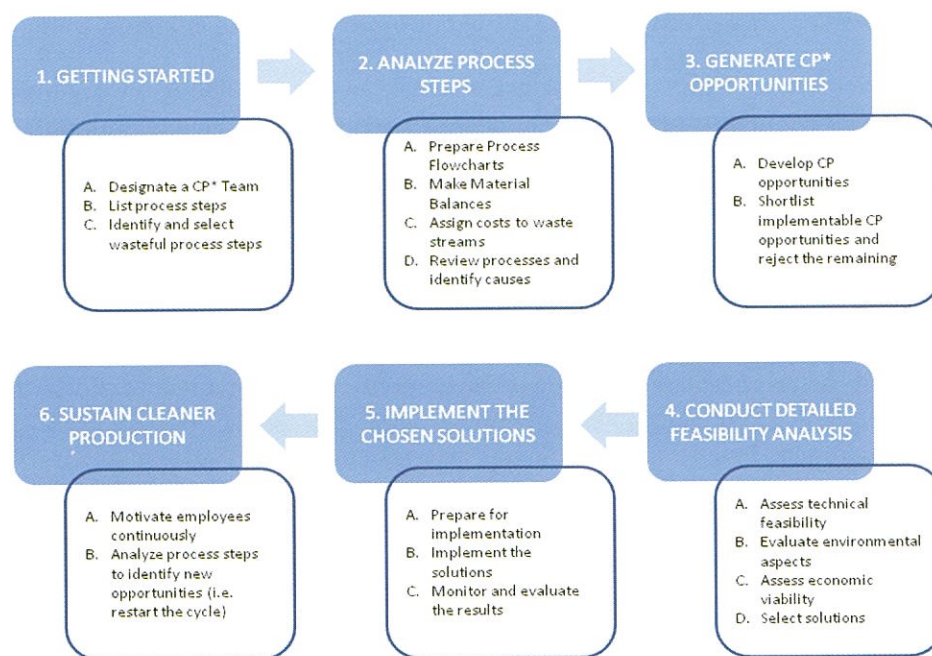 1. GETTING STARTED
A. Designate a CP* Team
B. List process steps
C. Identify and select
wasteful process steps
2. ANALYZE PROCESS
STEPS
A. Prepare Process
Flowcharts
B. Make Material
Balances
C. Assign costs to waste
streams
D. Review processes and
identify causes
3. GENERATE CP*
OPPORTUNITIES
A. Develop CP
opportunities
B. Shortlist
implementable CP
opportunities and
reject the remaining
4. CONDUCT DETAILED
FEASIBILITY ANALYSIS
A. Assess technical
feasibility
B. Evaluate environmental
aspects
C. Assess economic
viability
D. Select solutions
5. IMPLEMENT THE
CHOSEN SOLUTIONS
A. Prepare for
implementation
B. Implement the
solutions
C. Monitor and evaluate
the results
6. SUSTAIN CLEANER
PRODUCTION
A. Motivate employees
continuously
B. Analyze process steps
to identify new
opportunities (i.e.
restart the cycle)